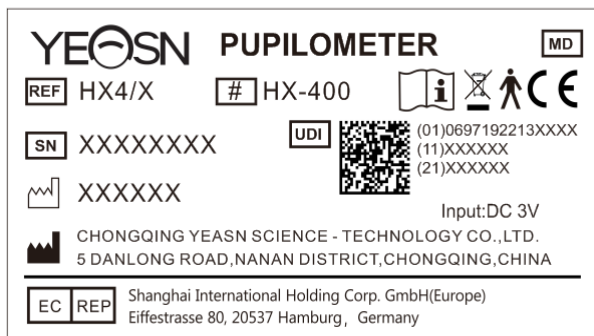 YEASN PUPILOMETER MD
REF HX4/X # HX-400 i CE
SN XXXXXXXXX
UDI (01)0697192213XXXX
(11)XXXXXX
(21)XXXXXX
XXXXXX
Input:DC 3V
CHONGQING YEASN SCIENCE - TECHNOLOGY CO.,LTD.
5 DANLONG ROAD,NANAN DISTRICT,CHONGQING,CHINA
EC REP Shanghai International Holding Corp. GmbH(Europe)
Eiffestrasse 80, 20537 Hamburg, Germany